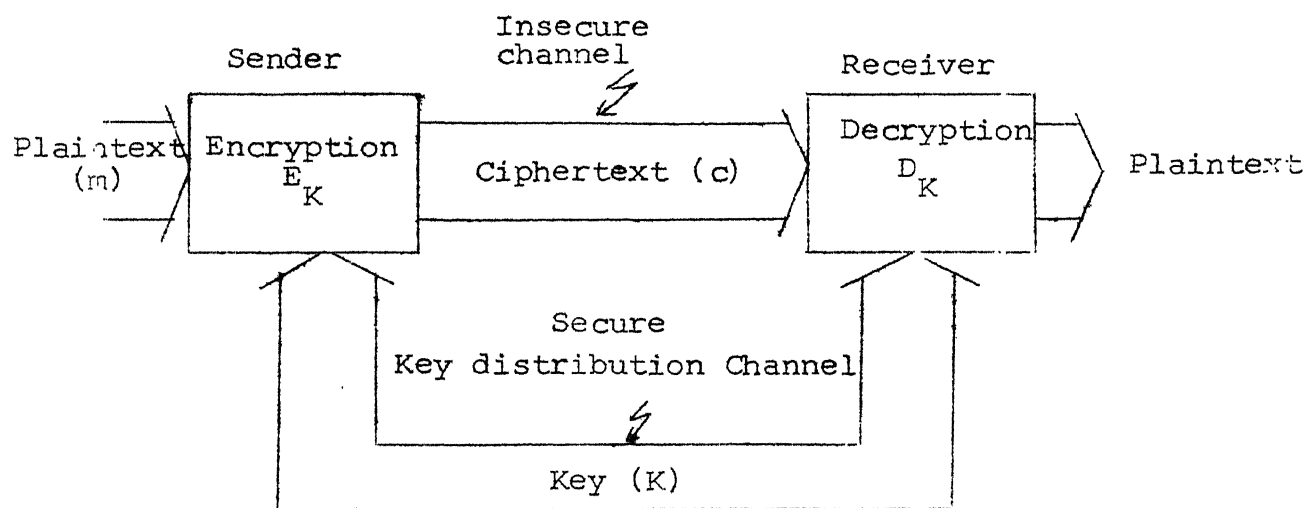 Insecure
channel
Sender
Receiver
Plaintext
(m)
Encryption
E_K
Ciphertext (c)
Decryption
D_K
Plaintext
Secure
Key distribution Channel
Key (K)